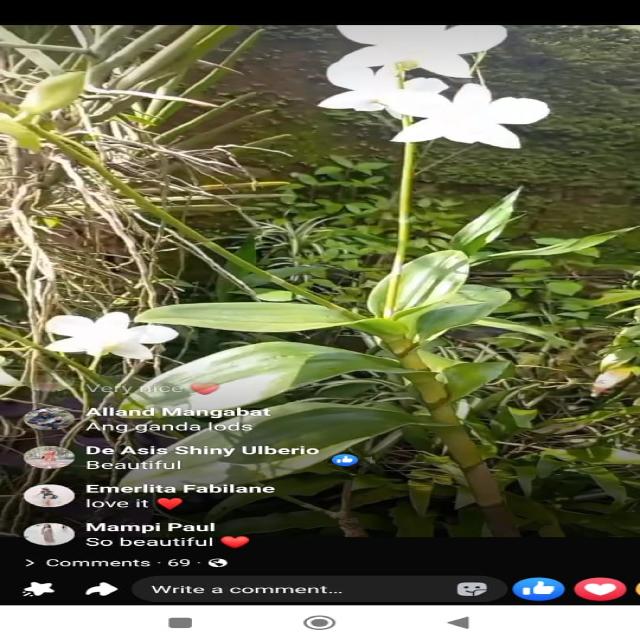 Very nice
Alland Mangabat
Ang ganda lods
De Asis Shiny Ulberio
Beautiful
Emerlita Fabilane
love it
Mampi Paul
So beautiful
> Comments · 69 ·
Write a comment...